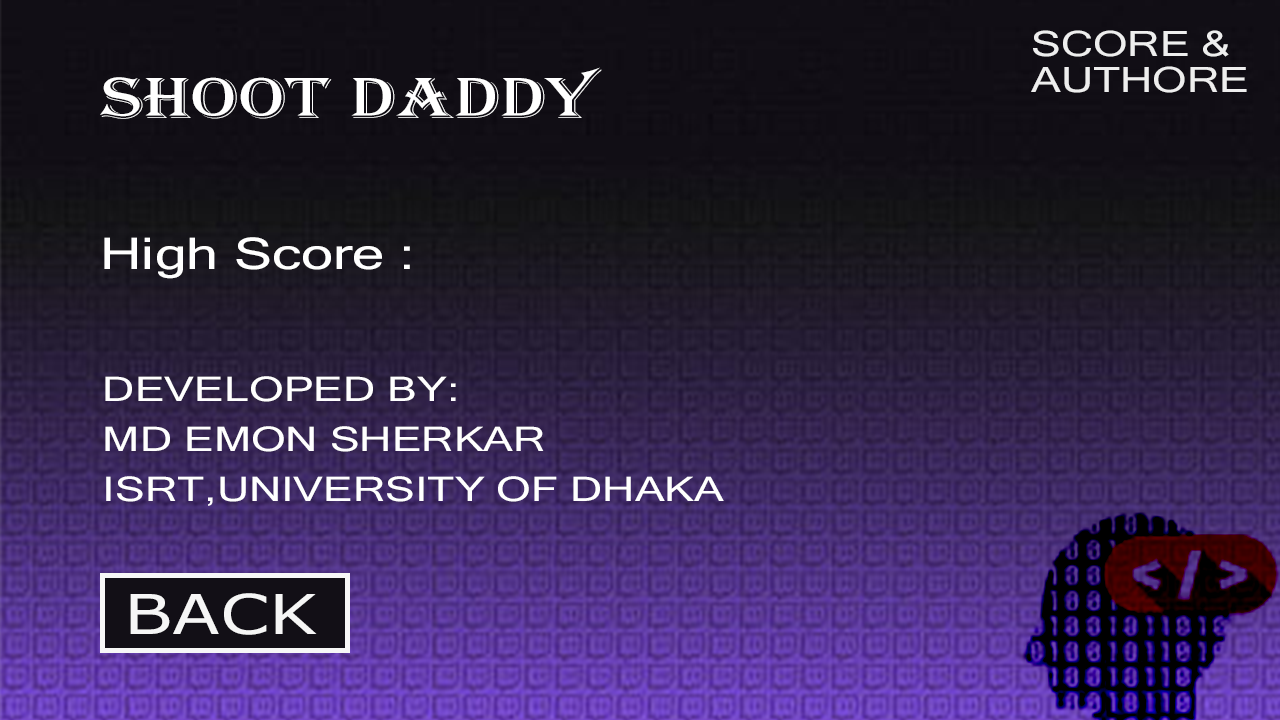 SHOOT DADDY
SCORE &
AUTHORE
High Score :
DEVELOPED BY:
MD EMON SHERKAR
ISRT,UNIVERSITY OF DHAKA
BACK
</>